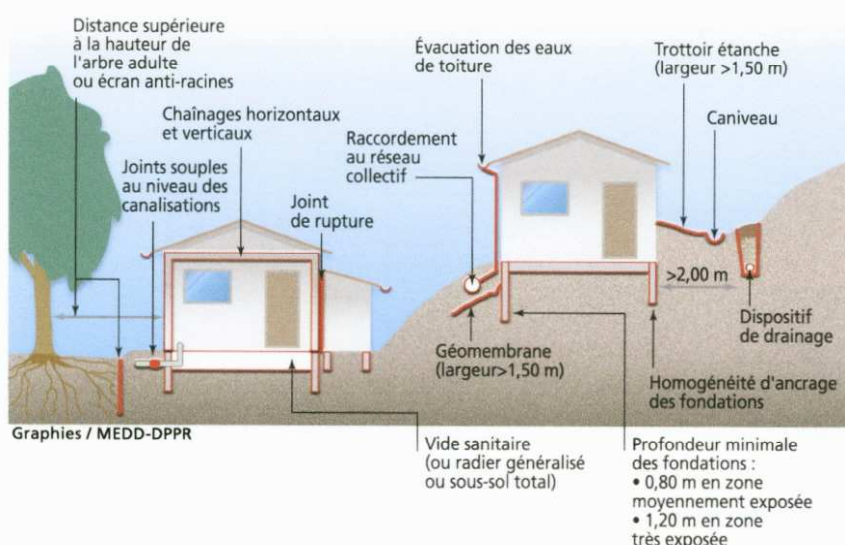 Distance supérieure
à la hauteur de
l'arbre adulte
ou écran anti-racines
Chaînages horizontaux
et verticaux
Joints souples
au niveau des
canalisations
Joint
de rupture
Évacuation des eaux
de toiture
Raccordement
au réseau
collectif
Trottoir étanche
(largeur >1,50 m)
Caniveau
>2,00 m
Dispositif
de drainage
Géomembrane
(largeur>1,50 m)
Homogénéité d'ancrage
des fondations
Graphies / MEDD-DPPR
Vide sanitaire
(ou radier généralisé
ou sous-sol total)
Profondeur minimale
des fondations :
• 0,80 m en zone
moyennement exposée
• 1,20 m en zone
très exposée